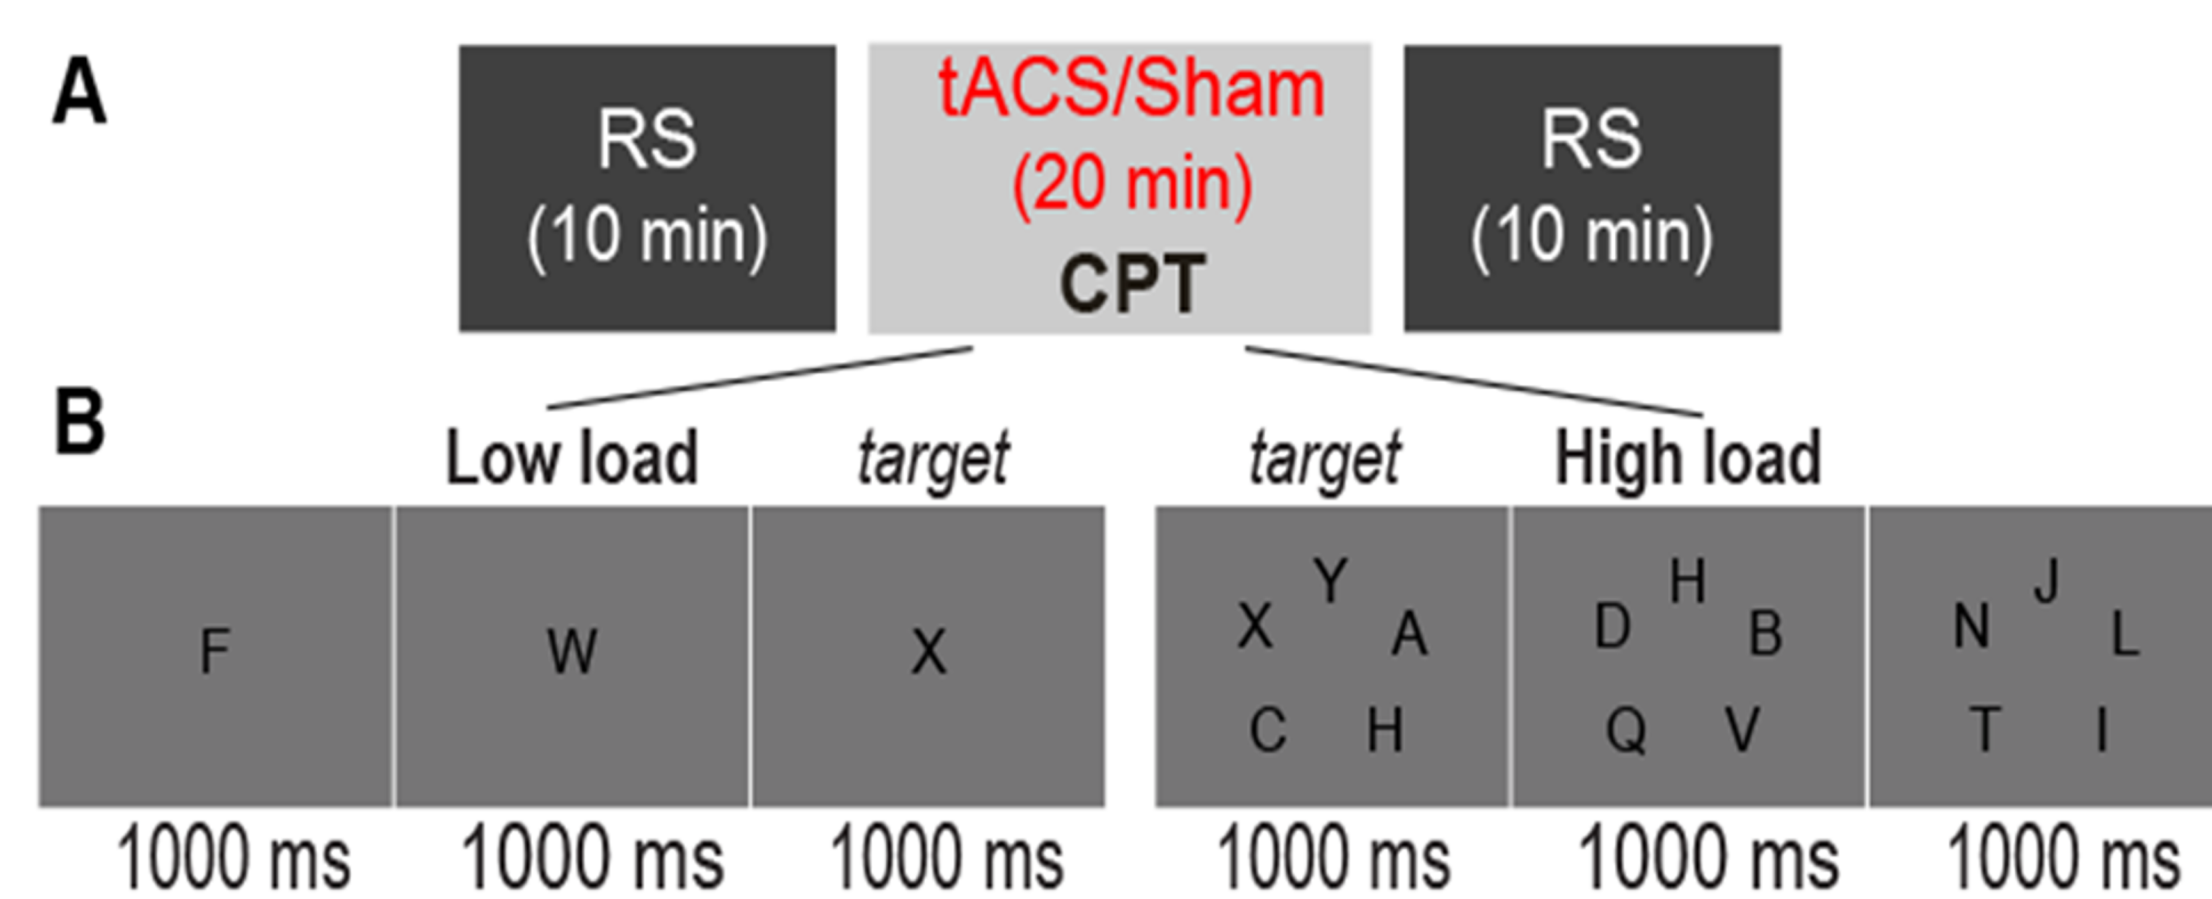 A
RS
(10 min)
tACS/Sham
(20 min)
CPT
RS
(10 min)
B
Low load
target
target
High load
F
W
X
Y
X
A
C
H
H
D
B
Q
V
J
N
L
T
I
1000 ms
1000 ms
1000 ms
1000 ms
1000 ms
1000 ms